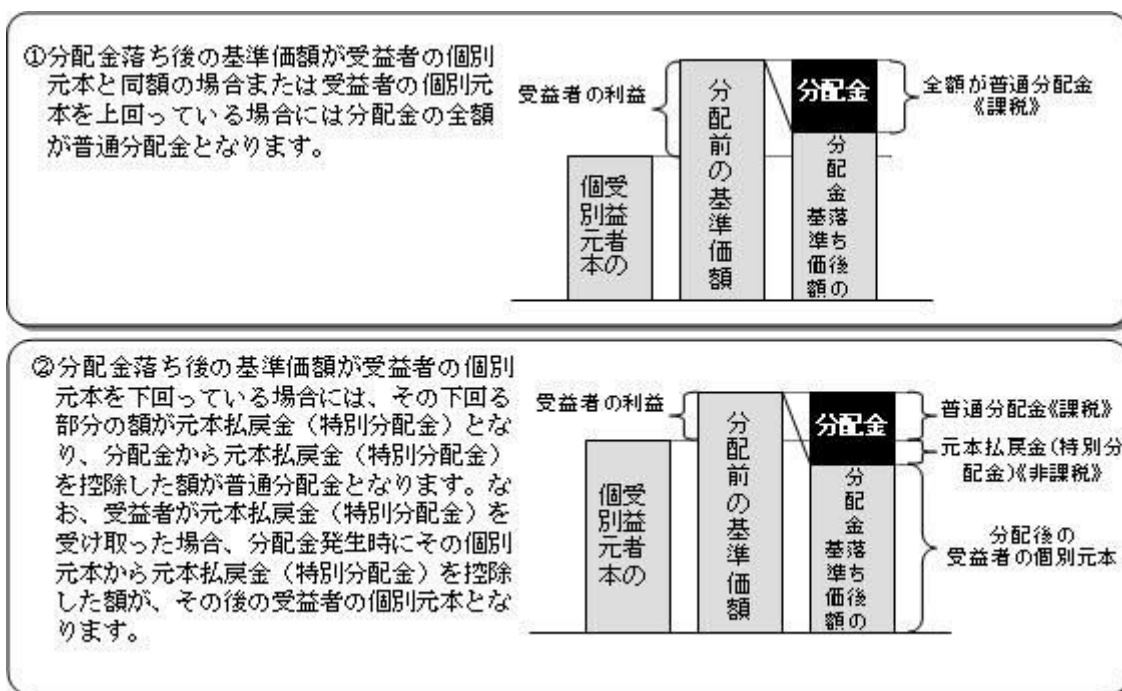 ①分配金落ち後の基準価額が受益者の個別
元本と同額の場合または受益者の個別元
本を上回っている場合には分配金の全額
が普通分配金となります。
受益者の利益
受益者の
個別元本
分配前の基準価額
分配金
分配金落ち後の
基準価額
全額が普通分配金
《課税》
②分配金落ち後の基準価額が受益者の個別
元本を下回っている場合には、その下回る
部分の額が元本払戻金（特別分配金）とな
り、分配金から元本払戻金（特別分配金）
を控除した額が普通分配金となります。な
お、受益者が元本払戻金（特別分配金）を
受け取った場合、分配金発生時にその個別
元本から元本払戻金（特別分配金）を控除
した額が、その後の受益者の個別元本とな
ります。
受益者の利益
受益者の
個別元本
分配前の基準価額
分配金
分配金落ち後の
基準価額
普通分配金《課税》
元本払戻金(特別分
配金)《非課税》
分配後の
受益者の個別元本